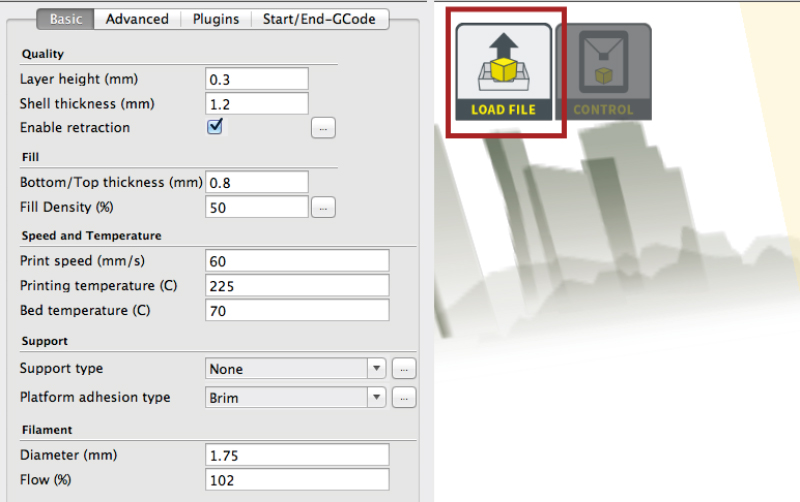 Basic Advanced Plugins Start/End-GCode
Quality
Layer height (mm) 0.3
Shell thickness (mm) 1.2
Enable retraction ...
Fill
Bottom/Top thickness (mm) 0.8
Fill Density (%) 50 ...
Speed and Temperature
Print speed (mm/s) 60
Printing temperature (C) 225
Bed temperature (C) 70
Support
Support type None ...
Platform adhesion type Brim ...
Filament
Diameter (mm) 1.75
Flow (%) 102
LOAD FILE
CONTROL